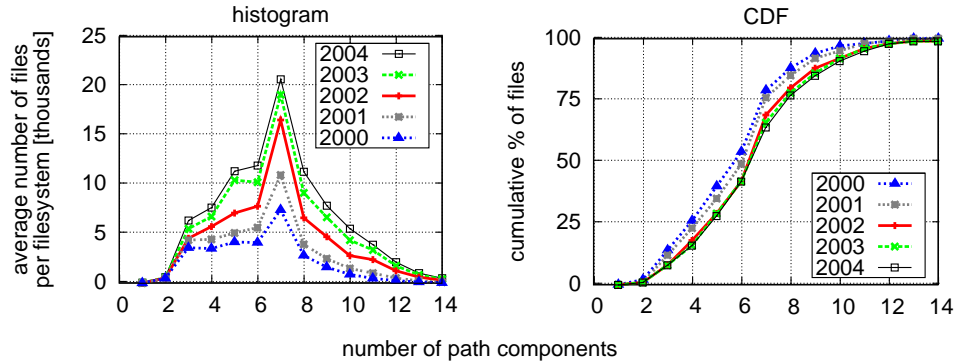 histogram
average number of files
per filesystem [thousands]
25
20
15
10
5
0
2004
2003
2002
2001
2000
0 2 4 6 8 10 12 14
CDF
cumulative % of files
100
75
50
25
0
2000
2001
2002
2003
2004
0 2 4 6 8 10 12 14
number of path components